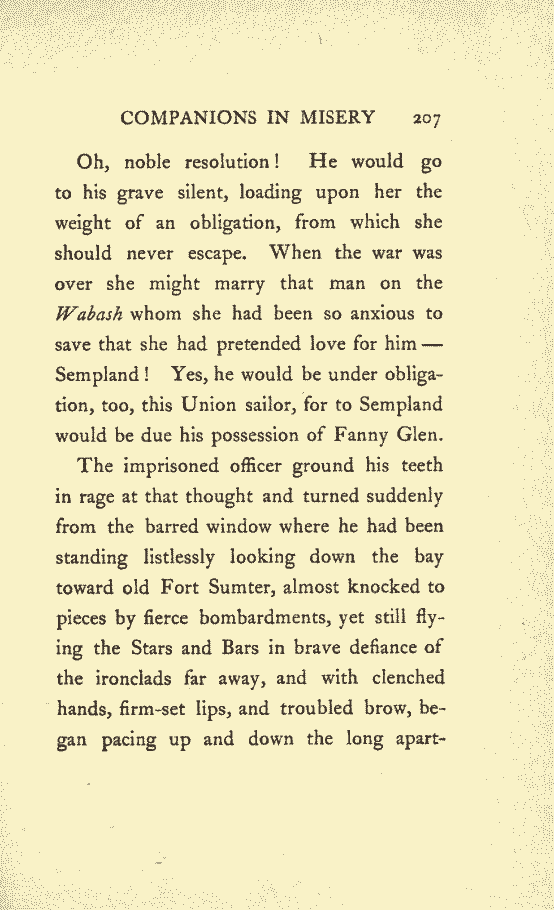 COMPANIONS IN MISERY 207
Oh, noble resolution! He would go
to his grave silent, loading upon her the
weight of an obligation, from which she
should never escape. When the war was
over she might marry that man on the
Wabash whom she had been so anxious to
save that she had pretended love for him —
Sempland! Yes, he would be under obliga-
tion, too, this Union sailor, for to Sempland
would be due his possession of Fanny Glen.
The imprisoned officer ground his teeth
in rage at that thought and turned suddenly
from the barred window where he had been
standing listlessly looking down the bay
toward old Fort Sumter, almost knocked to
pieces by fierce bombardments, yet still fly-
ing the Stars and Bars in brave defiance of
the ironclads far away, and with clenched
hands, firm-set lips, and troubled brow, be-
gan pacing up and down the long apart-